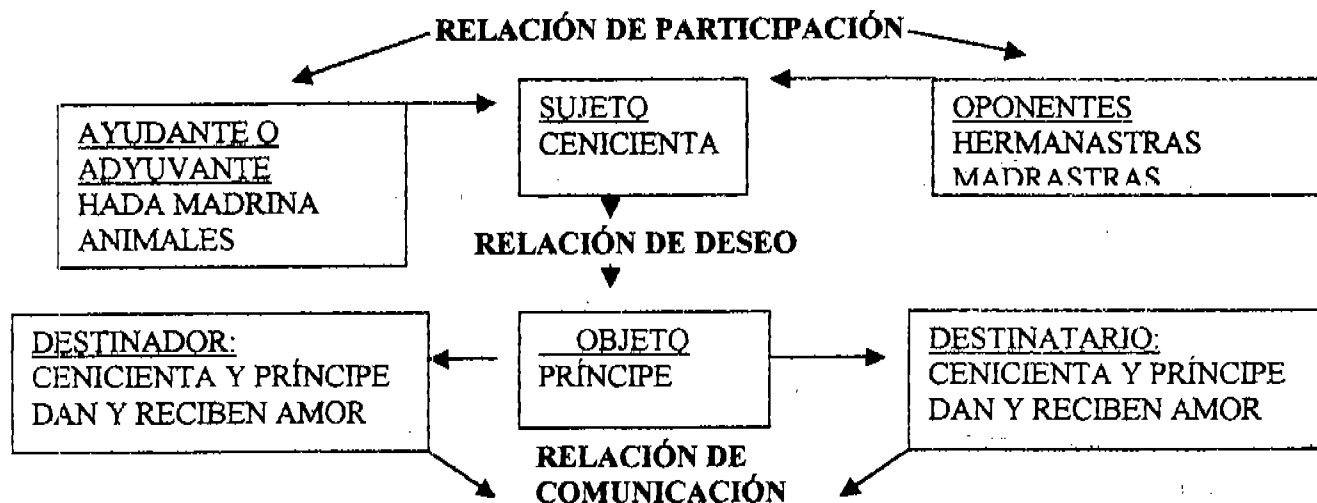 RELACIÓN DE PARTICIPACIÓN
AYUDANTE O
ADYUVANTE
HADA MADRINA
ANIMALES
SUJETO
CENICIENTA
OPONENTES
HERMANASTRAS
MADRASTRAS
RELACIÓN DE DESEO
DESTINADOR:
CENICIENTA Y PRÍNCIPE
DAN Y RECIBEN AMOR
OBJETO
PRÍNCIPE
DESTINATARIO:
CENICIENTA Y PRÍNCIPE
DAN Y RECIBEN AMOR
RELACIÓN DE
COMUNICACIÓN